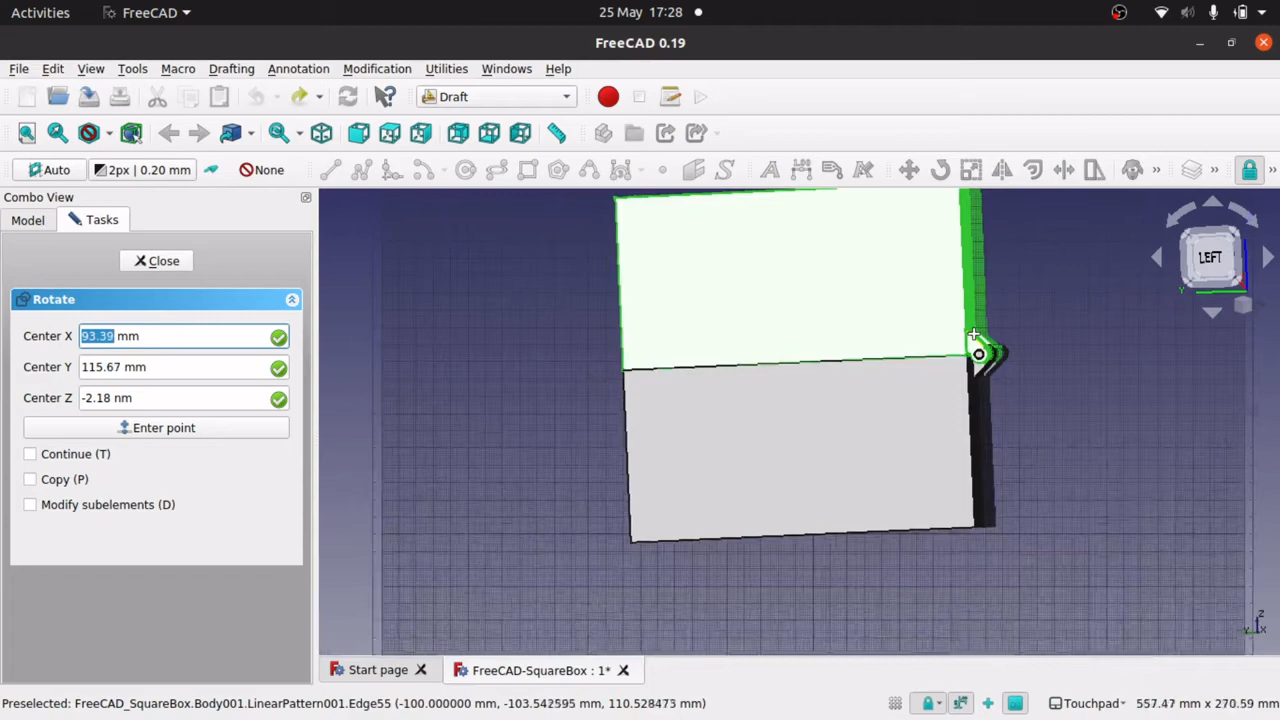 Activities FreeCAD 25 May 17:28
FreeCAD 0.19
File Edit View Tools Macro Drafting Annotation Modification Utilities Windows Help
Draft
Auto 2px | 0.20 mm None
Combo View
Model Tasks
Close
Rotate
Center X 93.39 mm
Center Y 115.67 mm
Center Z -2.18 nm
Enter point
Continue (T)
Copy (P)
Modify subelements (D)
LEFT
Y
Z
Y X
Start page FreeCAD-SquareBox : 1*
Preselected: FreeCAD_SquareBox.Body001.LinearPattern001.Edge55 (-100.000000 mm, -103.542595 mm, 110.528473 mm) Touchpad 557.47 mm x 270.59 mm